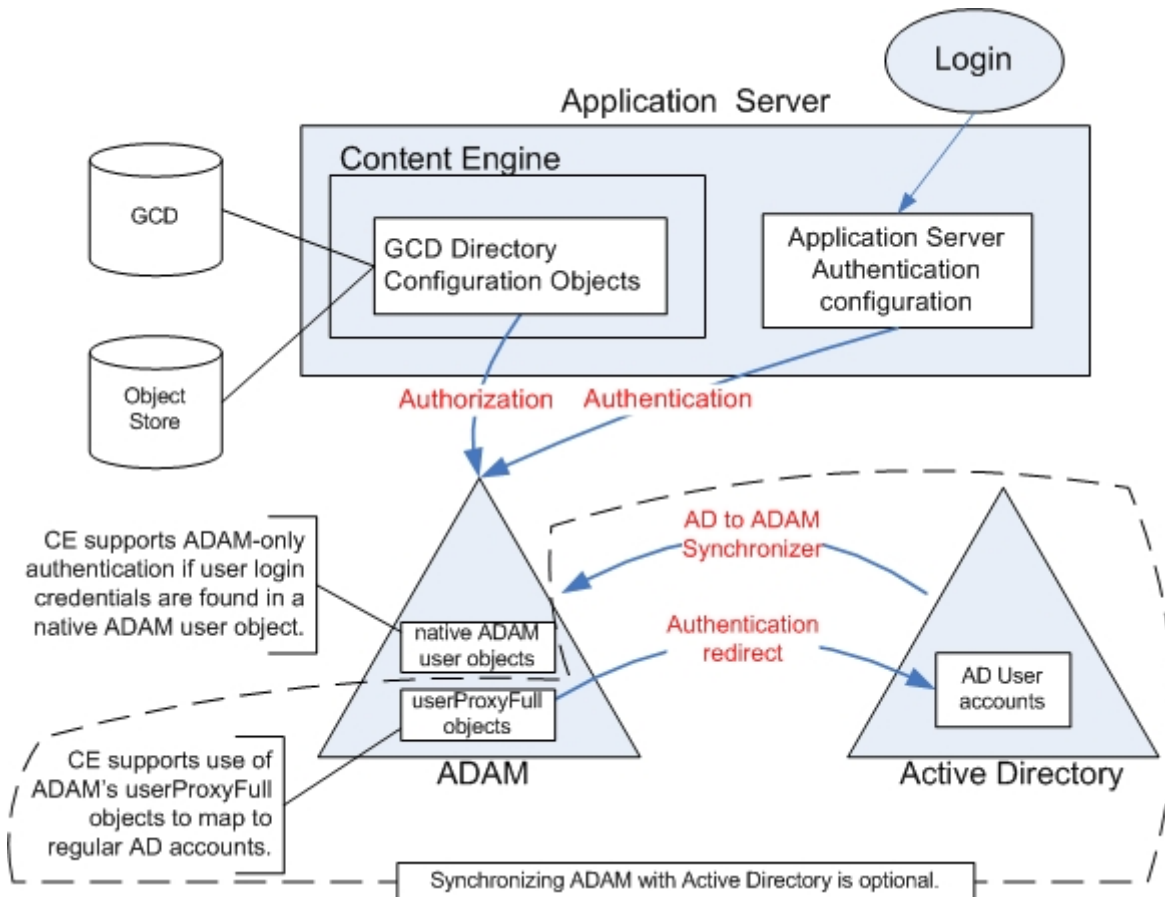 Login
Application Server
Content Engine
GCD
GCD Directory
Configuration Objects
Application Server
Authentication
configuration
Object
Store
Authorization
Authentication
CE supports ADAM-only
authentication if user login
credentials are found in a
native ADAM user object.
AD to ADAM
Synchronizer
native ADAM
user objects
Authentication
redirect
userProxyFull
objects
AD User
accounts
CE supports use of
ADAM's userProxyFull
objects to map to
regular AD accounts.
ADAM
Active Directory
Synchronizing ADAM with Active Directory is optional.